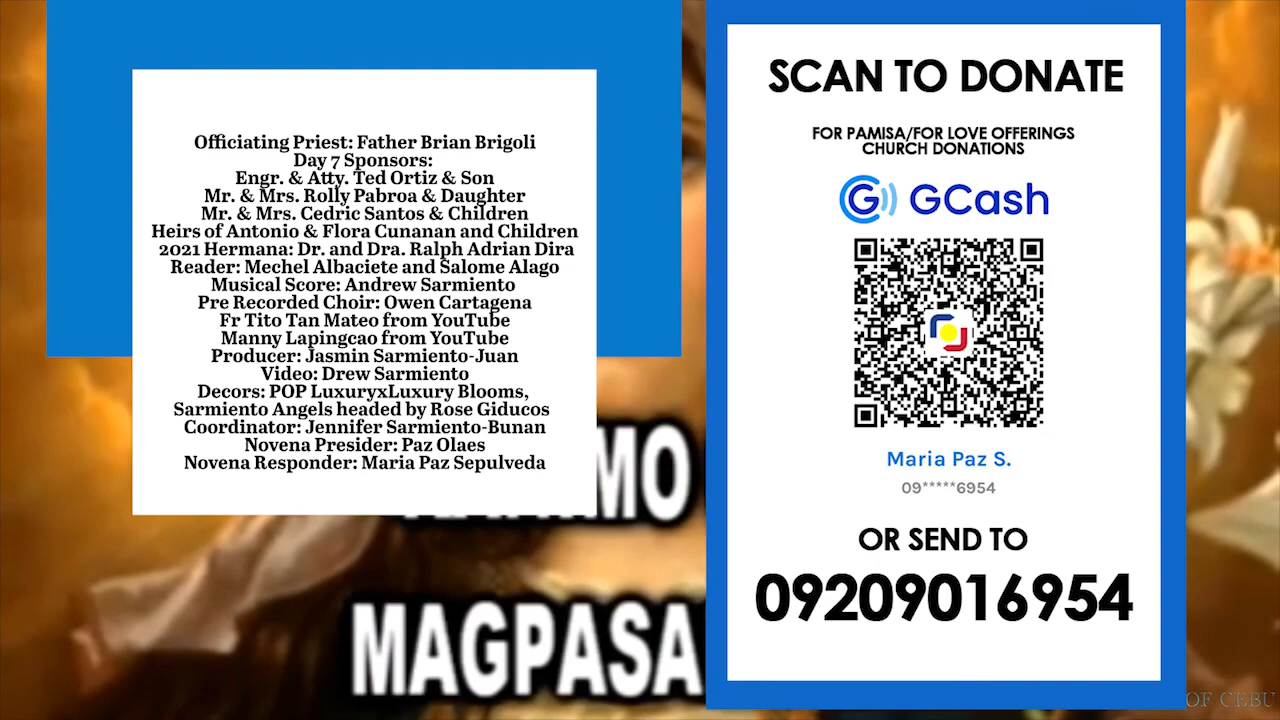 Officiating Priest: Father Brian Brigoli
Day 7 Sponsors:
Engr. & Atty. Ted Ortiz & Son
Mr. & Mrs. Rolly Pabroa & Daughter
Mr. & Mrs. Cedric Santos & Children
Heirs of Antonio & Flora Cunanan and Children
2021 Hermana: Dr. and Dra. Ralph Adrian Dira
Reader: Mechel Albaciete and Salome Alago
Musical Score: Andrew Sarmiento
Pre Recorded Choir: Owen Cartagena
Fr Tito Tan Mateo from YouTube
Manny Lapingcao from YouTube
Producer: Jasmin Sarmiento-Juan
Video: Drew Sarmiento
Decors: POP LuxuryxLuxury Blooms,
Sarmiento Angels headed by Rose Giducos
Coordinator: Jennifer Sarmiento-Bunan
Novena Presider: Paz Olaes
Novena Responder: Maria Paz Sepulveda
MO
MAGPASA
SCAN TO DONATE
FOR PAMISA/FOR LOVE OFFERINGS
CHURCH DONATIONS
GCash
Maria Paz S.
09*****6954
OR SEND TO
09209016954
OF CEBU